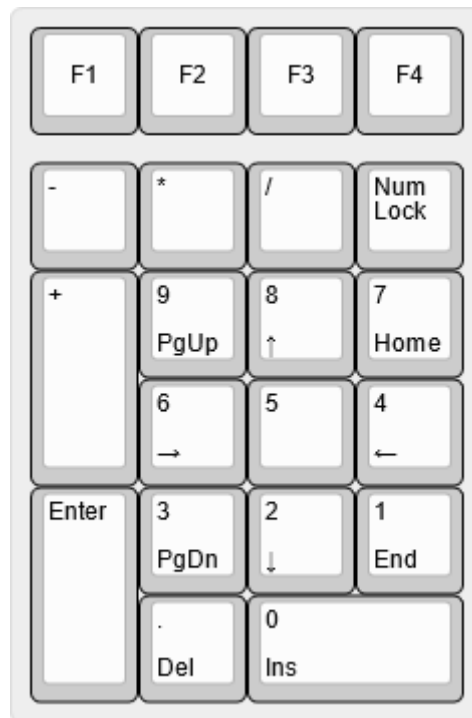 F1 F2 F3 F4
- * / Num
Lock
+ 9 8 7
PgUp ↑ Home
6 5 4
→ ←
Enter 3 2 1
PgDn ↓ End
. 0
Del Ins